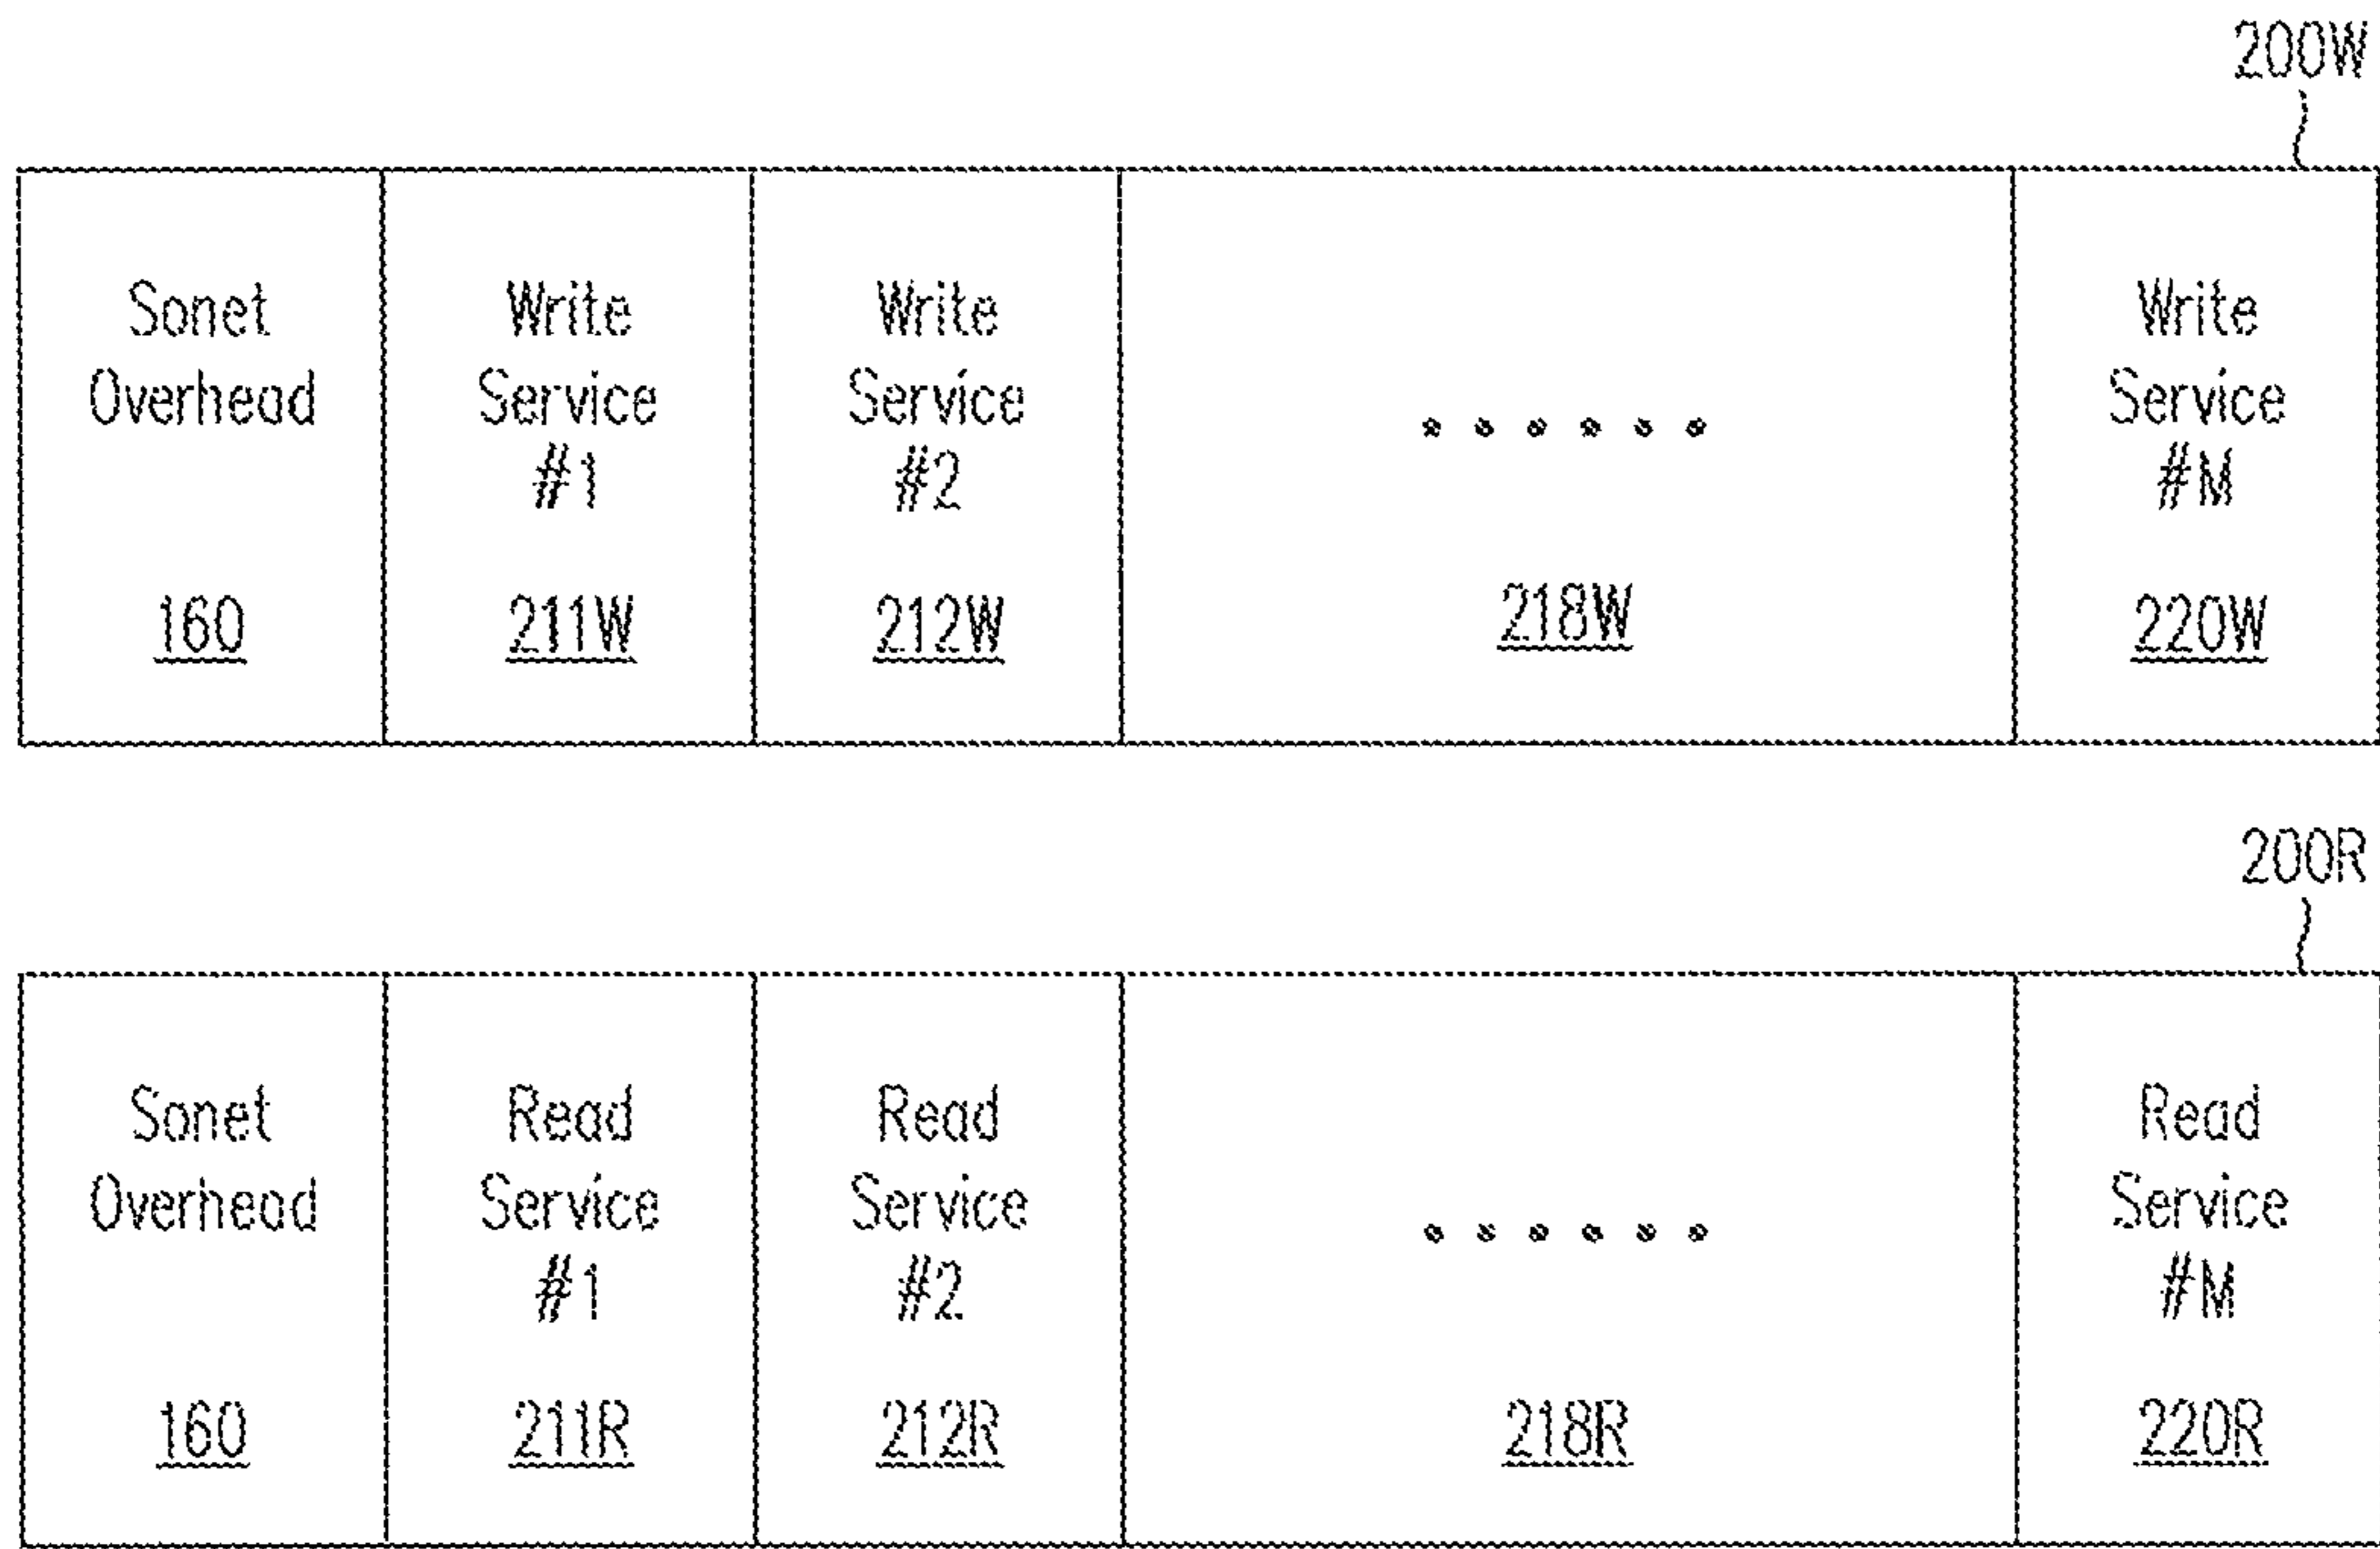 200W
Sonet
Overhead
160
Write
Service
#1
211W
Write
Service
#2
212W
......
218W
Write
Service
#M
220W
200R
Sonet
Overhead
160
Read
Service
#1
211R
Read
Service
#2
212R
......
218R
Read
Service
#M
220R